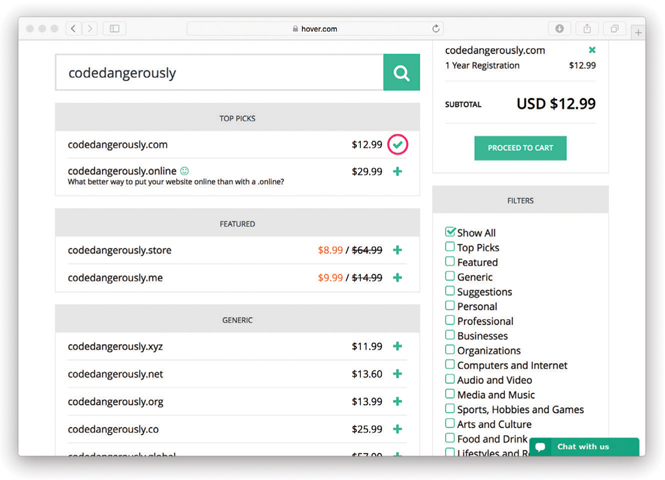 hover.com
codedangerously
TOP PICKS
codedangerously.com $12.99
codedangerously.online $29.99
What better way to put your website online than with a .online?
FEATURED
codedangerously.store $8.99 / $64.99
codedangerously.me $9.99 / $14.99
GENERIC
codedangerously.xyz $11.99
codedangerously.net $13.60
codedangerously.org $13.99
codedangerously.co $25.99
codedangerously.global
codedangerously.com
1 Year Registration $12.99
SUBTOTAL USD $12.99
PROCEED TO CART
FILTERS
Show All
Top Picks
Featured
Generic
Suggestions
Personal
Professional
Businesses
Organizations
Computers and Internet
Audio and Video
Media and Music
Sports, Hobbies and Games
Arts and Culture
Food and Drink
Lifestyles and
Chat with us